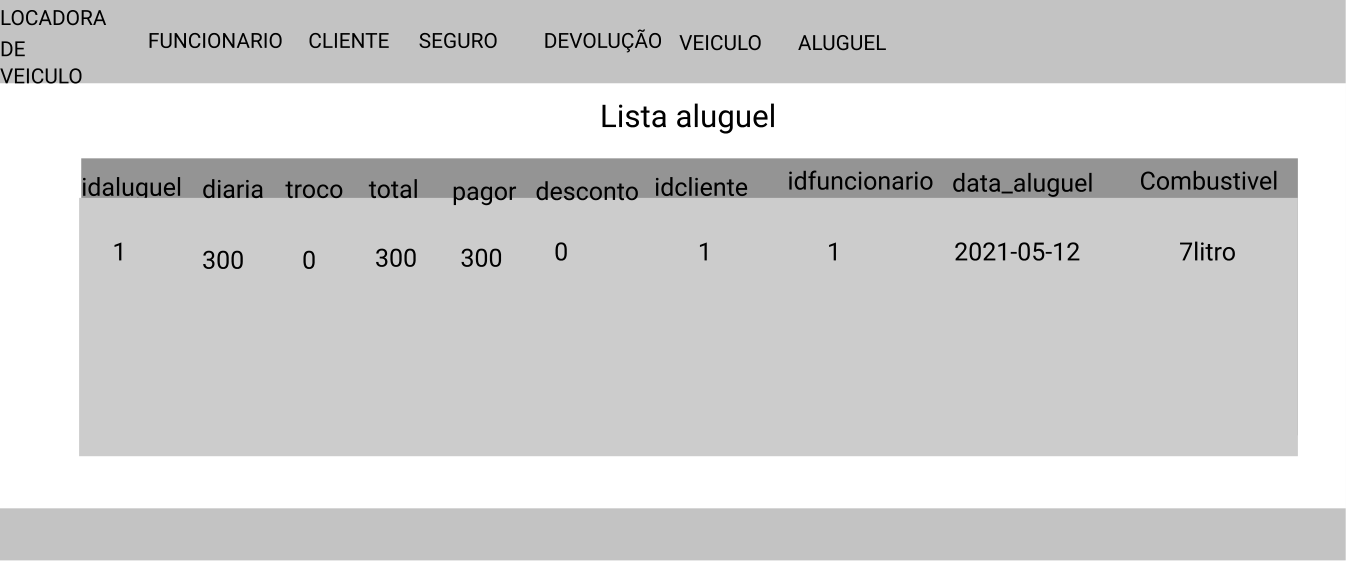 LOCADORA
DE
VEICULO
FUNCIONARIO CLIENTE SEGURO DEVOLUÇÃO VEICULO ALUGUEL
Lista aluguel
idaluguel diaria troco total pagor desconto idcliente idfuncionario data_aluguel Combustivel
1 300 0 300 300 0 1 1 2021-05-12 7litro